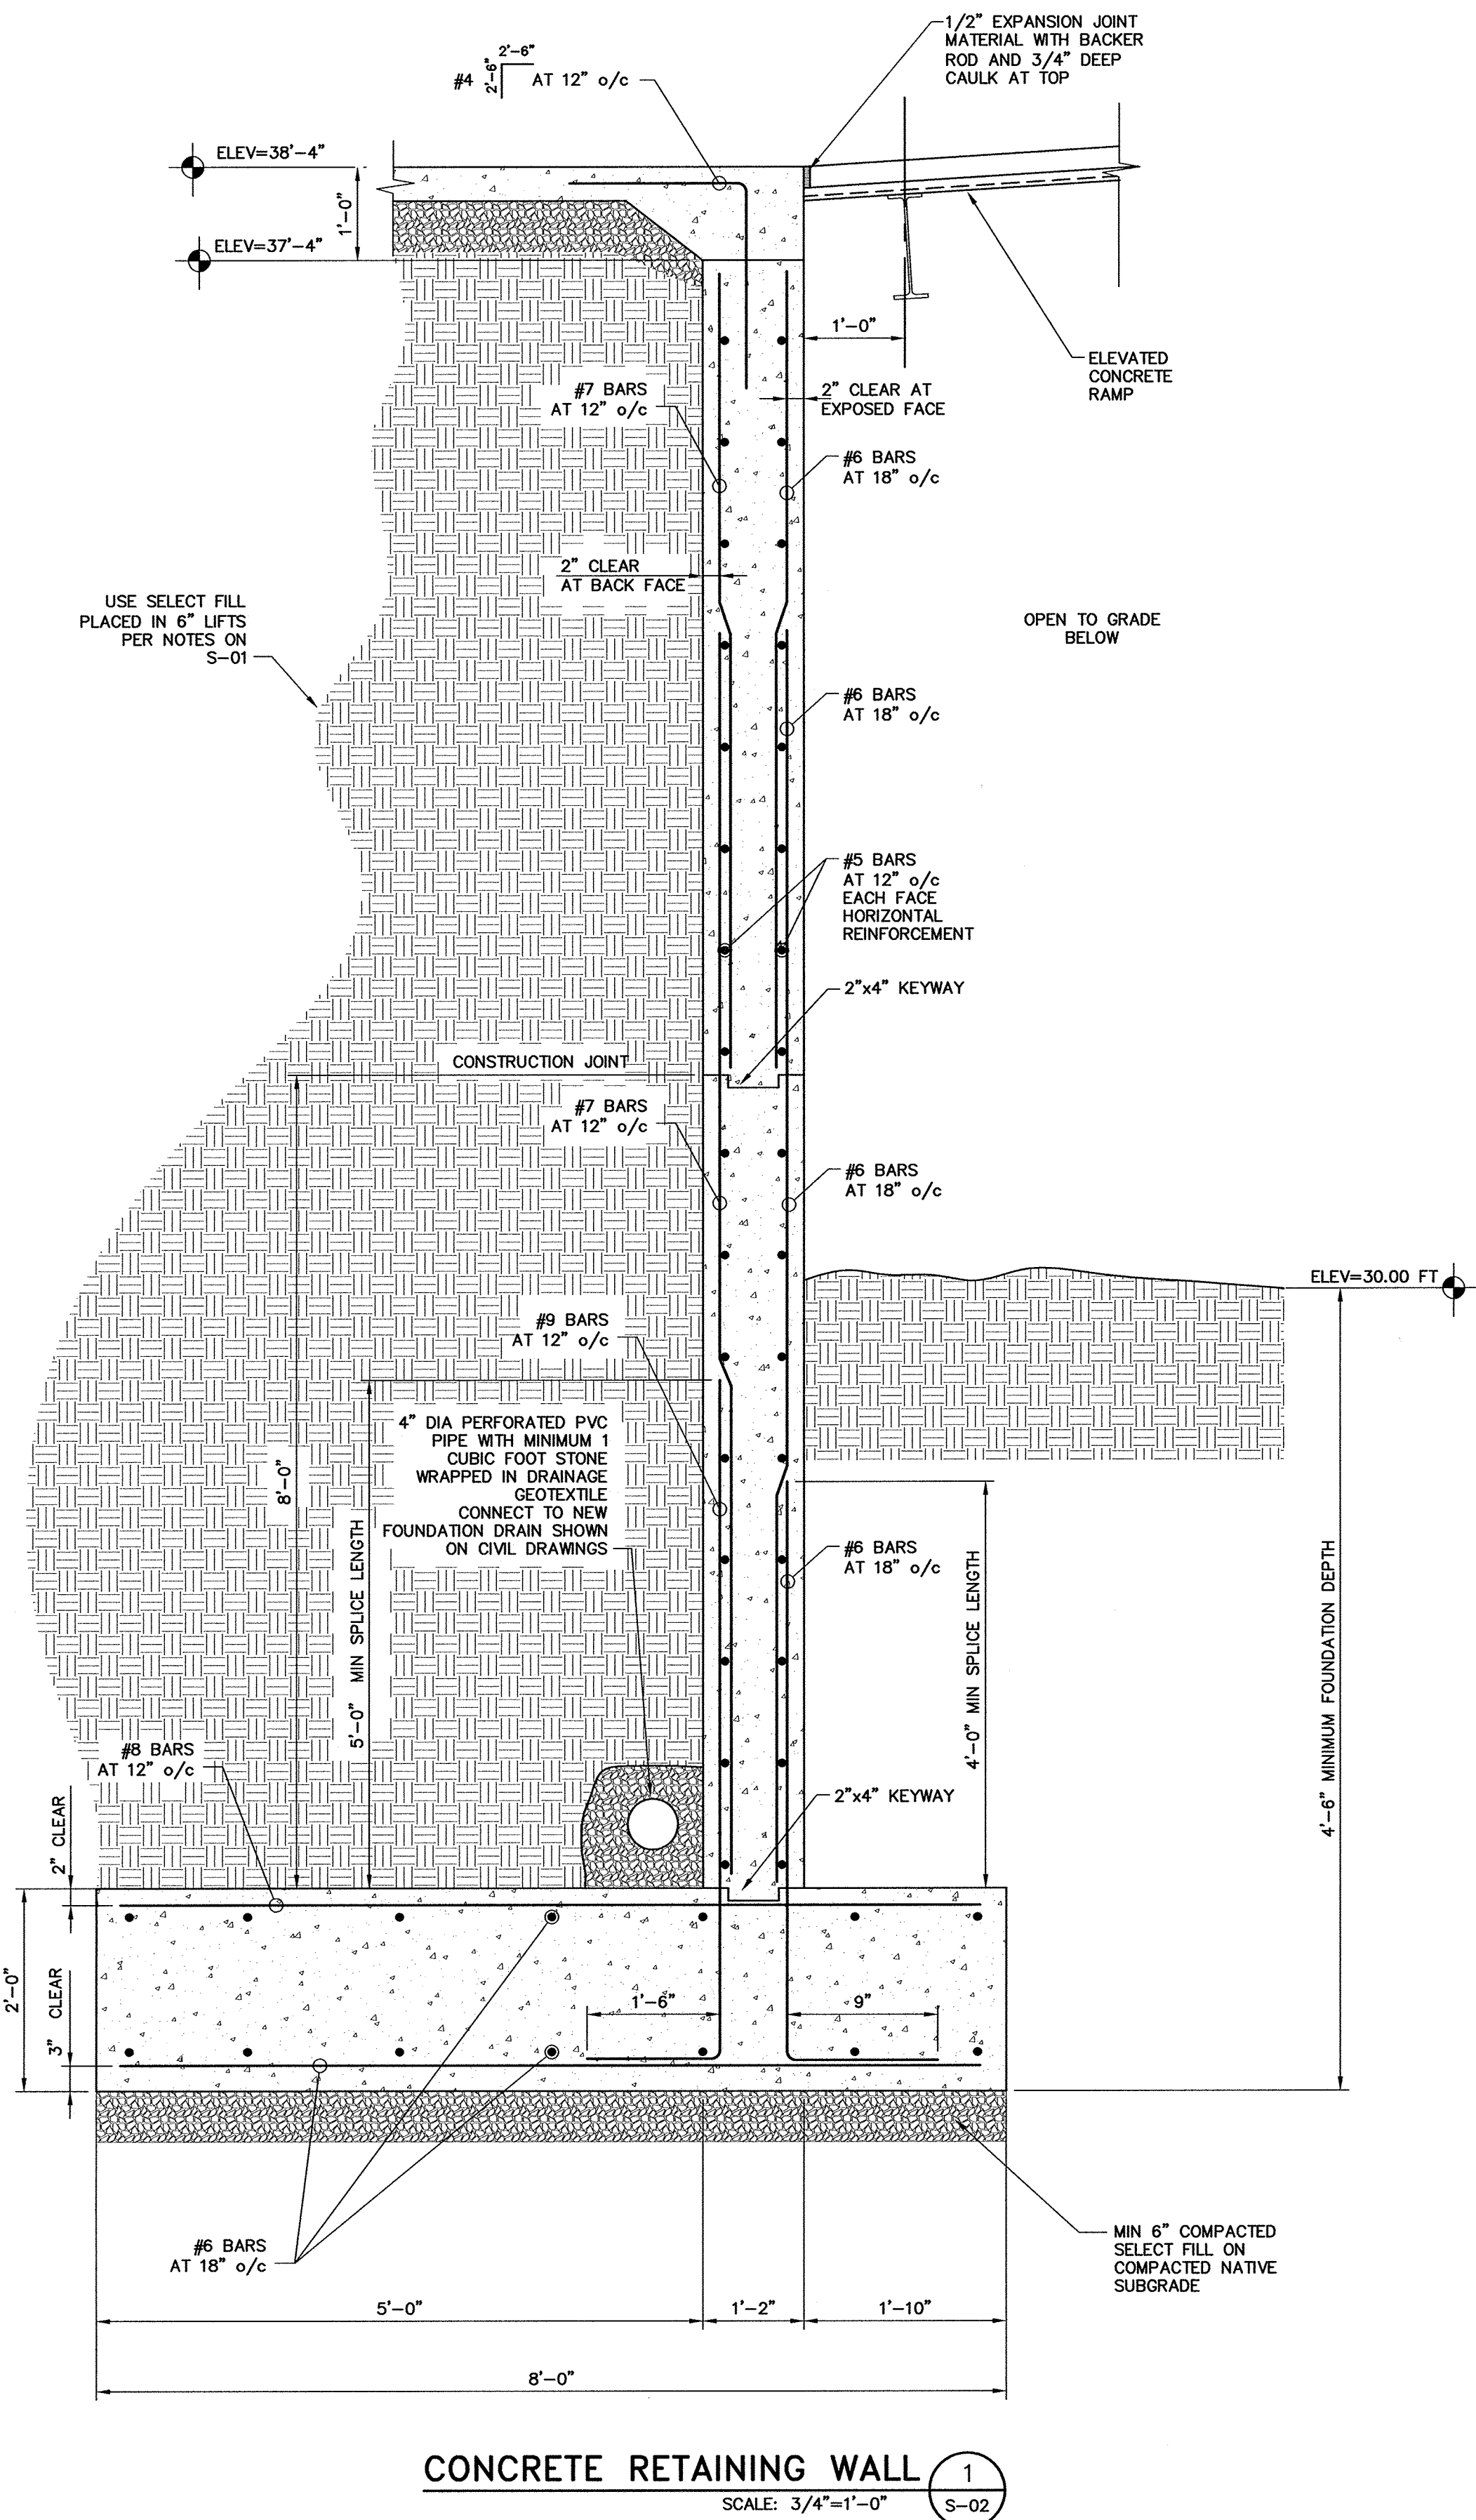 1/2" EXPANSION JOINT
MATERIAL WITH BACKER
ROD AND 3/4" DEEP
CAULK AT TOP
2'-6"
#4 2'-6" AT 12" o/c
ELEV=38'-4"
1'-0"
ELEV=37'-4"
1'-0"
ELEVATED
CONCRETE
RAMP
#7 BARS
AT 12" o/c
2" CLEAR AT
EXPOSED FACE
#6 BARS
AT 18" o/c
2" CLEAR
AT BACK FACE
USE SELECT FILL
PLACED IN 6" LIFTS
PER NOTES ON
S-01
OPEN TO GRADE
BELOW
#6 BARS
AT 18" o/c
#5 BARS
AT 12" o/c
EACH FACE
HORIZONTAL
REINFORCEMENT
2"x4" KEYWAY
CONSTRUCTION JOINT
#7 BARS
AT 12" o/c
#6 BARS
AT 18" o/c
ELEV=30.00 FT
#9 BARS
AT 12" o/c
4" DIA PERFORATED PVC
PIPE WITH MINIMUM 1
CUBIC FOOT STONE
WRAPPED IN DRAINAGE
GEOTEXTILE
CONNECT TO NEW
FOUNDATION DRAIN SHOWN
ON CIVIL DRAWINGS
8'-0"
5'-0" MIN SPLICE LENGTH
#6 BARS
AT 18" o/c
4'-0" MIN SPLICE LENGTH
4'-6" MINIMUM FOUNDATION DEPTH
#8 BARS
AT 12" o/c
2" CLEAR
2"x4" KEYWAY
2'-0"
3" CLEAR
1'-6"
9"
#6 BARS
AT 18" o/c
MIN 6" COMPACTED
SELECT FILL ON
COMPACTED NATIVE
SUBGRADE
5'-0"
1'-2"
1'-10"
8'-0"
CONCRETE RETAINING WALL
1
SCALE: 3/4"=1'-0"
S-02